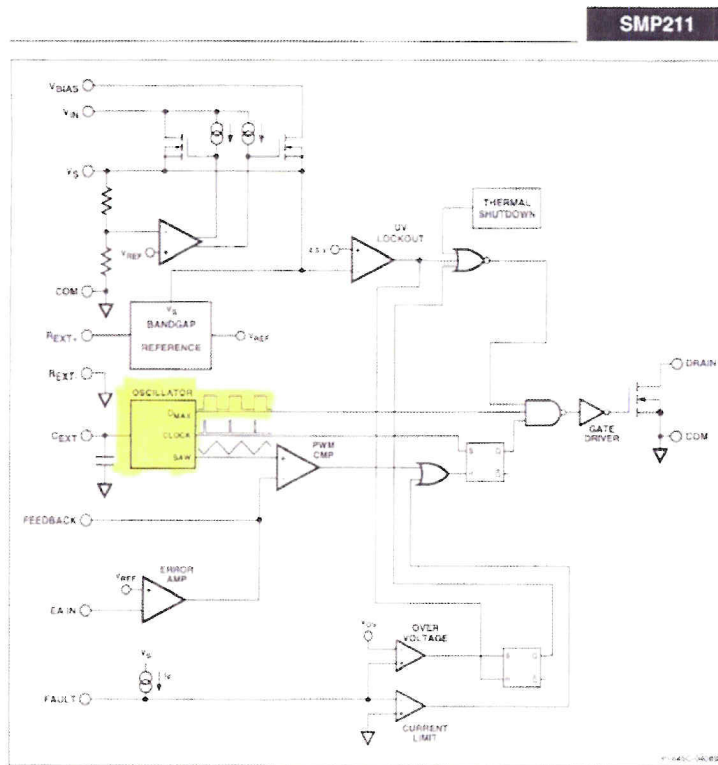 SMP211
VBIAS
VIN
VS
THERMAL
SHUTDOWN
UV
LOCKOUT
VREF
COM
VS
BANDGAP
REFERENCE
VREF
REXT+
REXT-
DRAIN
OSCILLATOR
DMAX
CEXT
CLOCK
SAW
PWM
CMP
GATE
DRIVER
COM
S
Q
FEEDBACK
ERROR
AMP
VREF
EA IN
OVER
VOLTAGE
VS
S
Q
FAULT
CURRENT
LIMIT